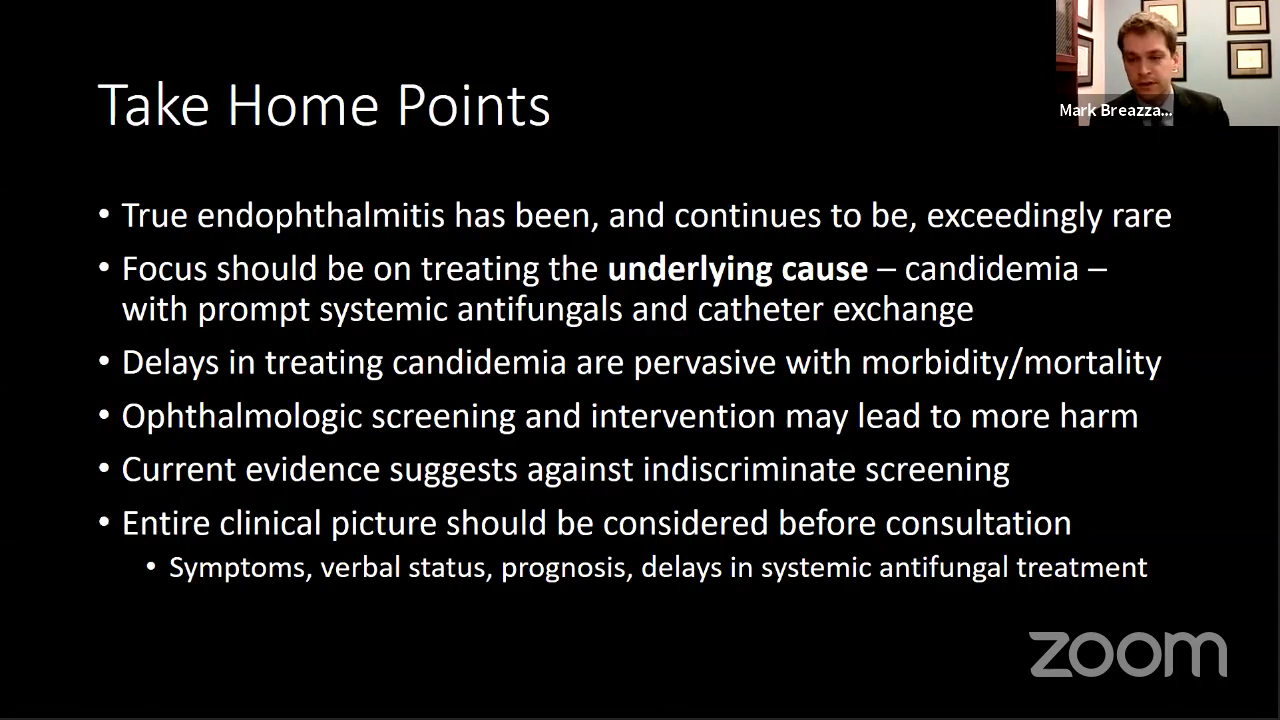 Take Home Points
Mark Breazza...
• True endophthalmitis has been, and continues to be, exceedingly rare
• Focus should be on treating the underlying cause – candidemia –
with prompt systemic antifungals and catheter exchange
• Delays in treating candidemia are pervasive with morbidity/mortality
• Ophthalmologic screening and intervention may lead to more harm
• Current evidence suggests against indiscriminate screening
• Entire clinical picture should be considered before consultation
• Symptoms, verbal status, prognosis, delays in systemic antifungal treatment
zoom